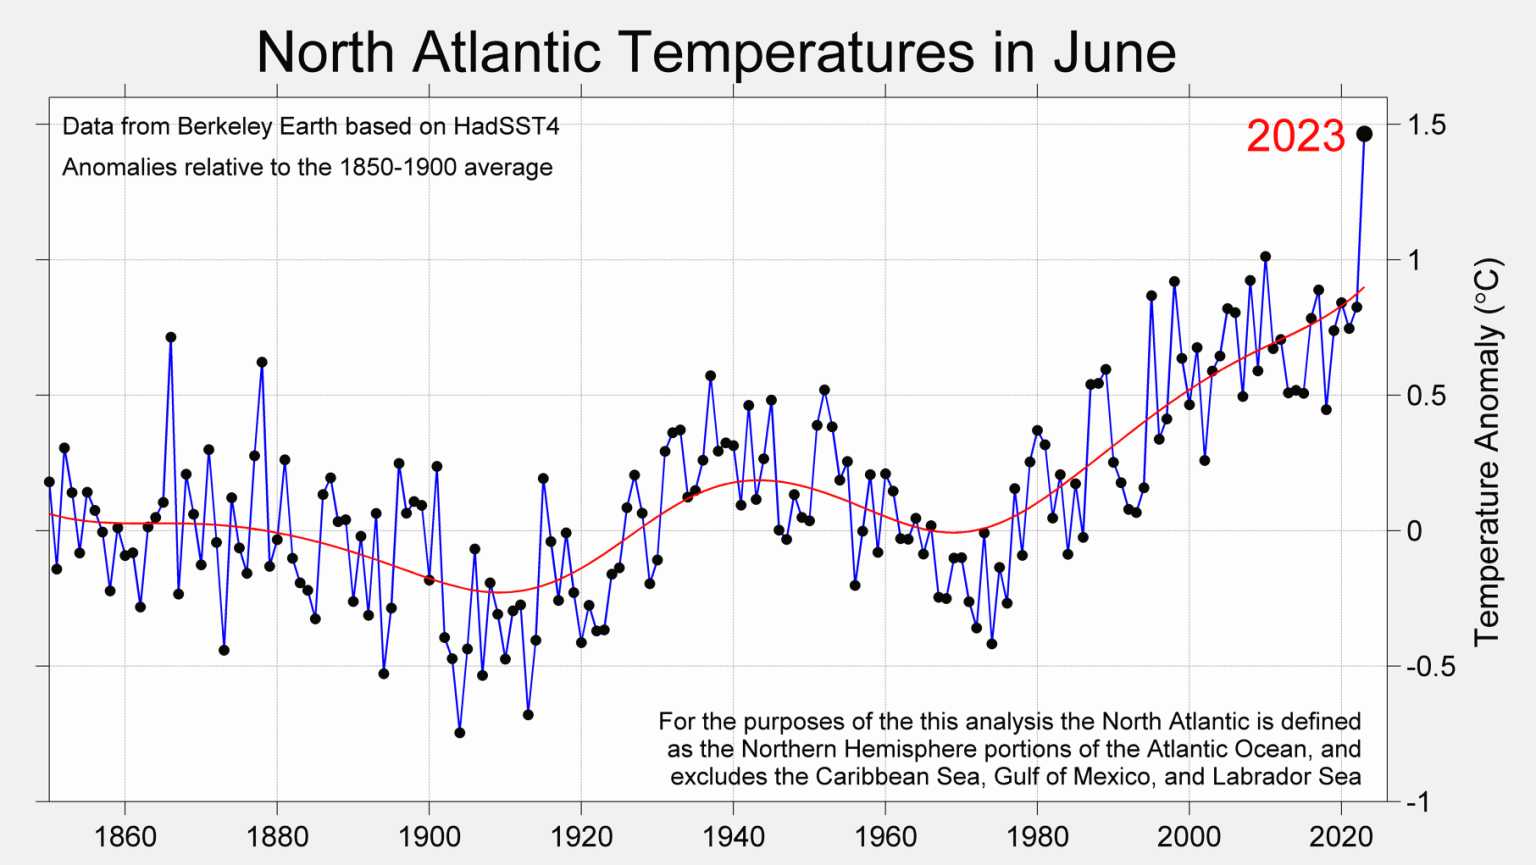 North Atlantic Temperatures in June
Data from Berkeley Earth based on HadSST4
Anomalies relative to the 1850-1900 average
2023
1.5
1
0.5
0
-0.5
-1
Temperature Anomaly (°C)
For the purposes of the this analysis the North Atlantic is defined
as the Northern Hemisphere portions of the Atlantic Ocean, and
excludes the Caribbean Sea, Gulf of Mexico, and Labrador Sea
1860 1880 1900 1920 1940 1960 1980 2000 2020